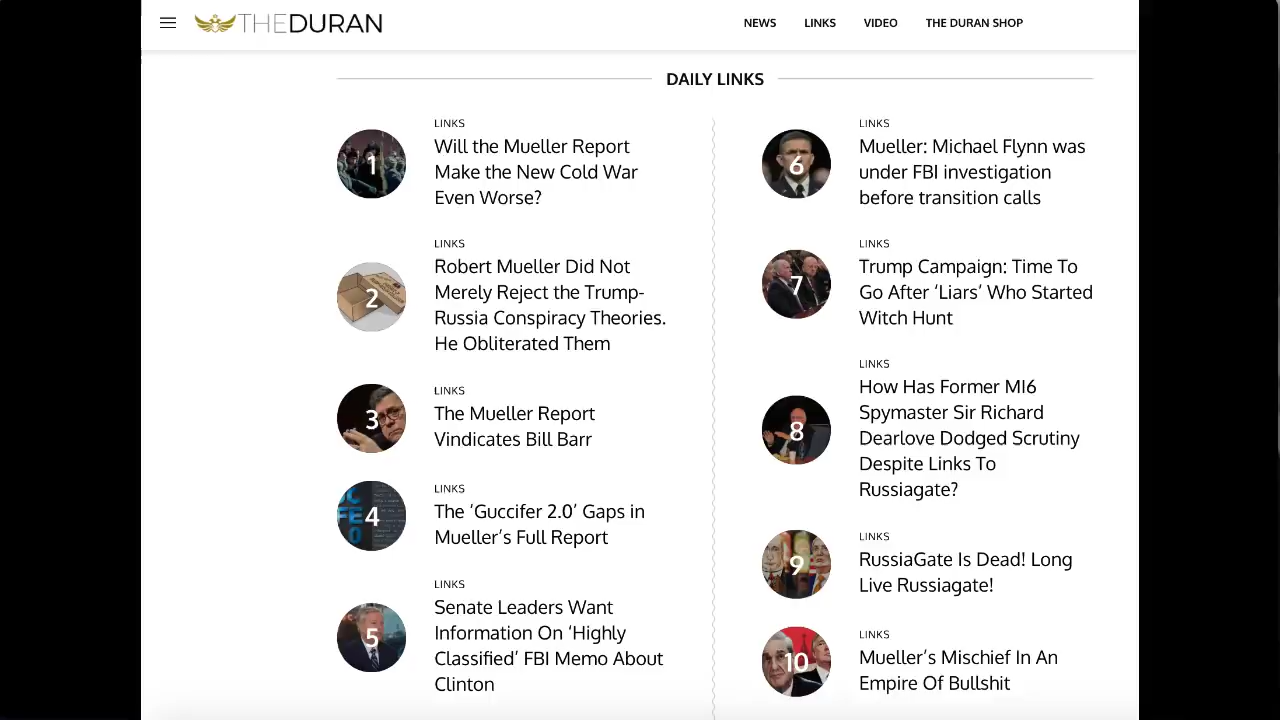 THEDURAN
NEWS
LINKS
VIDEO
THE DURAN SHOP
DAILY LINKS
1
LINKS
Will the Mueller Report
Make the New Cold War
Even Worse?
2
LINKS
Robert Mueller Did Not
Merely Reject the Trump-
Russia Conspiracy Theories.
He Obliterated Them
3
LINKS
The Mueller Report
Vindicates Bill Barr
4
LINKS
The ‘Guccifer 2.0’ Gaps in
Mueller’s Full Report
5
LINKS
Senate Leaders Want
Information On ‘Highly
Classified’ FBI Memo About
Clinton
6
LINKS
Mueller: Michael Flynn was
under FBI investigation
before transition calls
7
LINKS
Trump Campaign: Time To
Go After ‘Liars’ Who Started
Witch Hunt
8
LINKS
How Has Former MI6
Spymaster Sir Richard
Dearlove Dodged Scrutiny
Despite Links To
Russiagate?
9
LINKS
RussiaGate Is Dead! Long
Live Russiagate!
10
LINKS
Mueller’s Mischief In An
Empire Of Bullshit